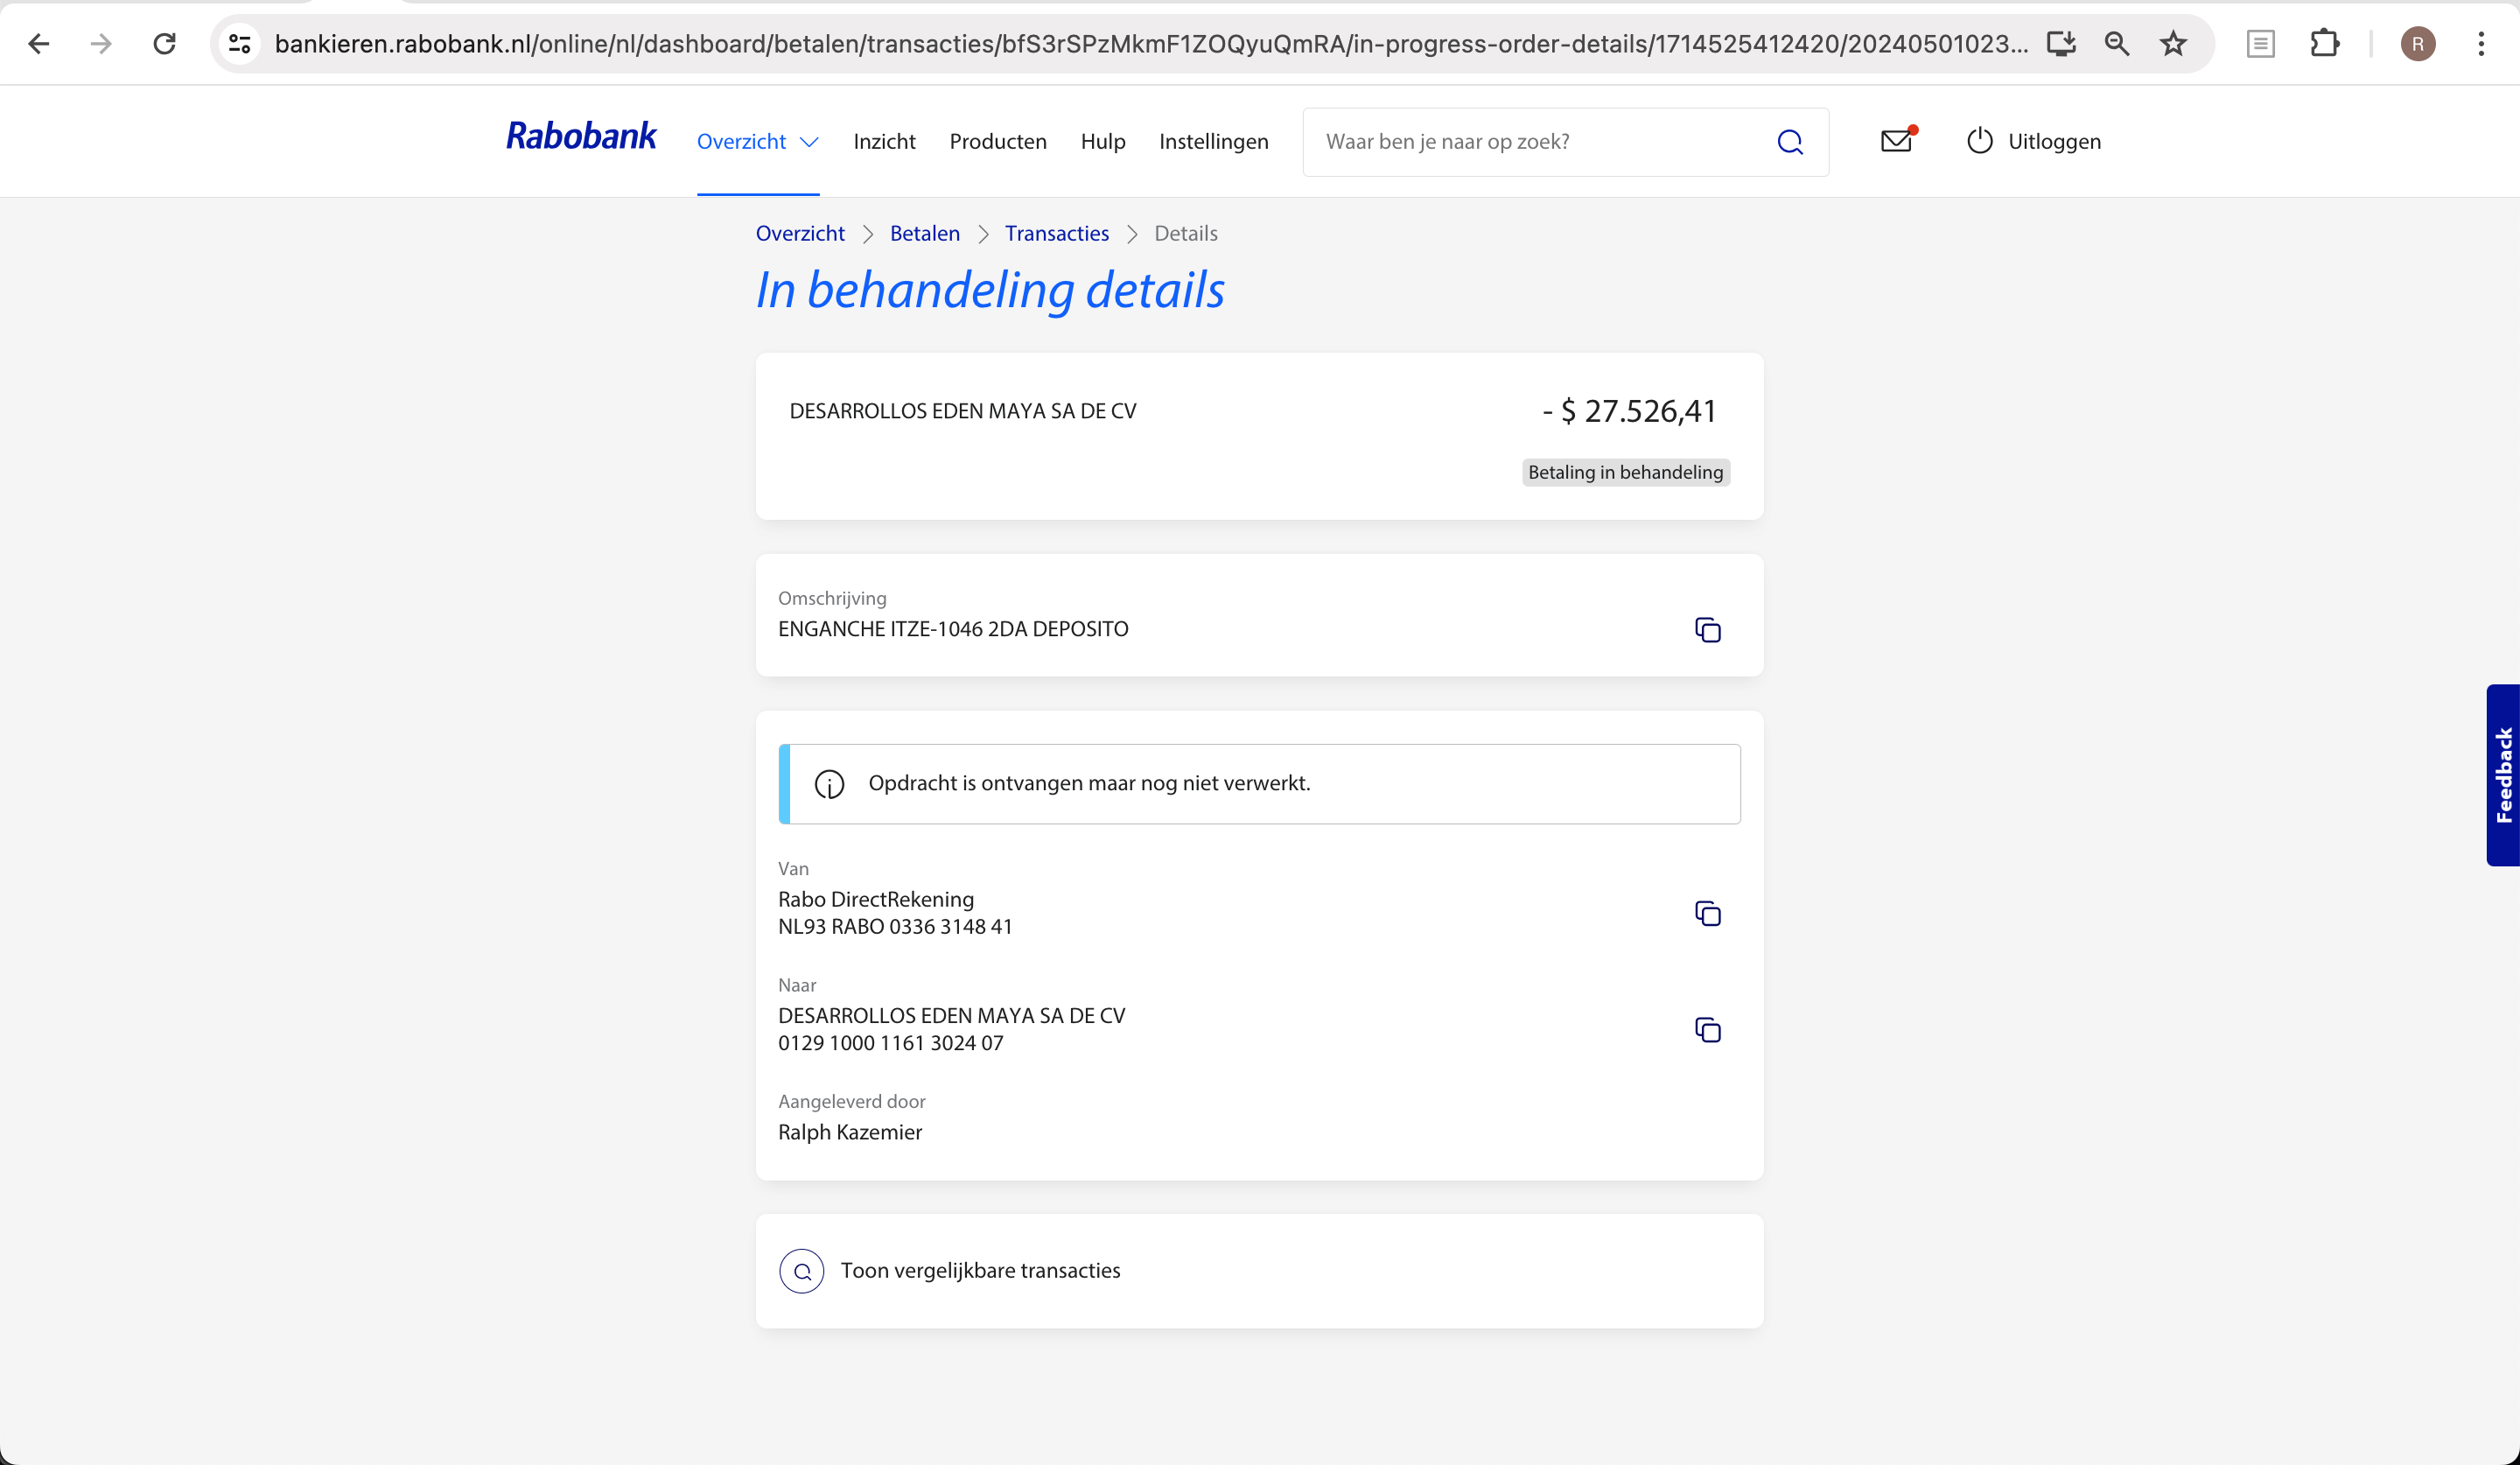 bankieren.rabobank.nl/online/nl/dashboard/betalen/transacties/bfS3rSPzMkmF1ZOQyuQmRA/in-progress-order-details/1714525412420/20240501023...
R
Rabobank
Overzicht
Inzicht
Producten
Hulp
Instellingen
Waar ben je naar op zoek?
Uitloggen
Overzicht > Betalen > Transacties > Details
In behandeling details
DESARROLLOS EDEN MAYA SA DE CV
- $ 27.526,41
Betaling in behandeling
Omschrijving
ENGANCHE ITZE-1046 2DA DEPOSITO
Opdracht is ontvangen maar nog niet verwerkt.
Van
Rabo DirectRekening
NL93 RABO 0336 3148 41
Naar
DESARROLLOS EDEN MAYA SA DE CV
0129 1000 1161 3024 07
Aangeleverd door
Ralph Kazemier
Toon vergelijkbare transacties
Feedback